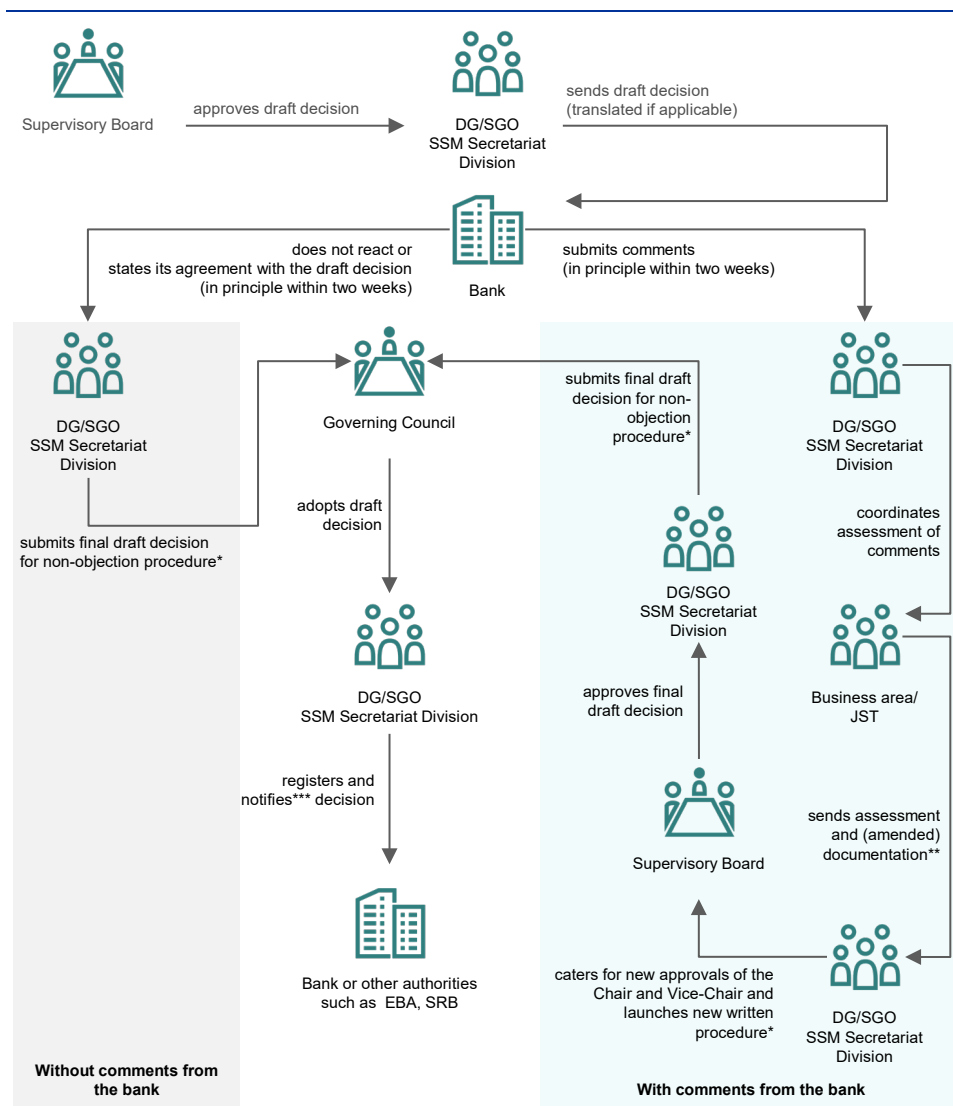 Supervisory Board
approves draft decision
DG/SGO
SSM Secretariat
Division
sends draft decision
(translated if applicable)
does not react or
states its agreement with the draft decision
(in principle within two weeks)
Bank
submits comments
(in principle within two weeks)
DG/SGO
SSM Secretariat
Division
submits final draft decision
for non-objection procedure*
Governing Council
adopts draft
decision
DG/SGO
SSM Secretariat Division
registers and
notifies*** decision
Bank or other authorities
such as EBA, SRB
Without comments from
the bank
DG/SGO
SSM Secretariat
Division
coordinates
assessment of
comments
Business area/
JST
sends assessment
and (amended)
documentation**
DG/SGO
SSM Secretariat
Division
caters for new approvals of the
Chair and Vice-Chair and
launches new written
procedure*
Supervisory Board
approves final
draft decision
DG/SGO
SSM Secretariat
Division
submits final draft
decision for non-
objection
procedure*
With comments from the bank